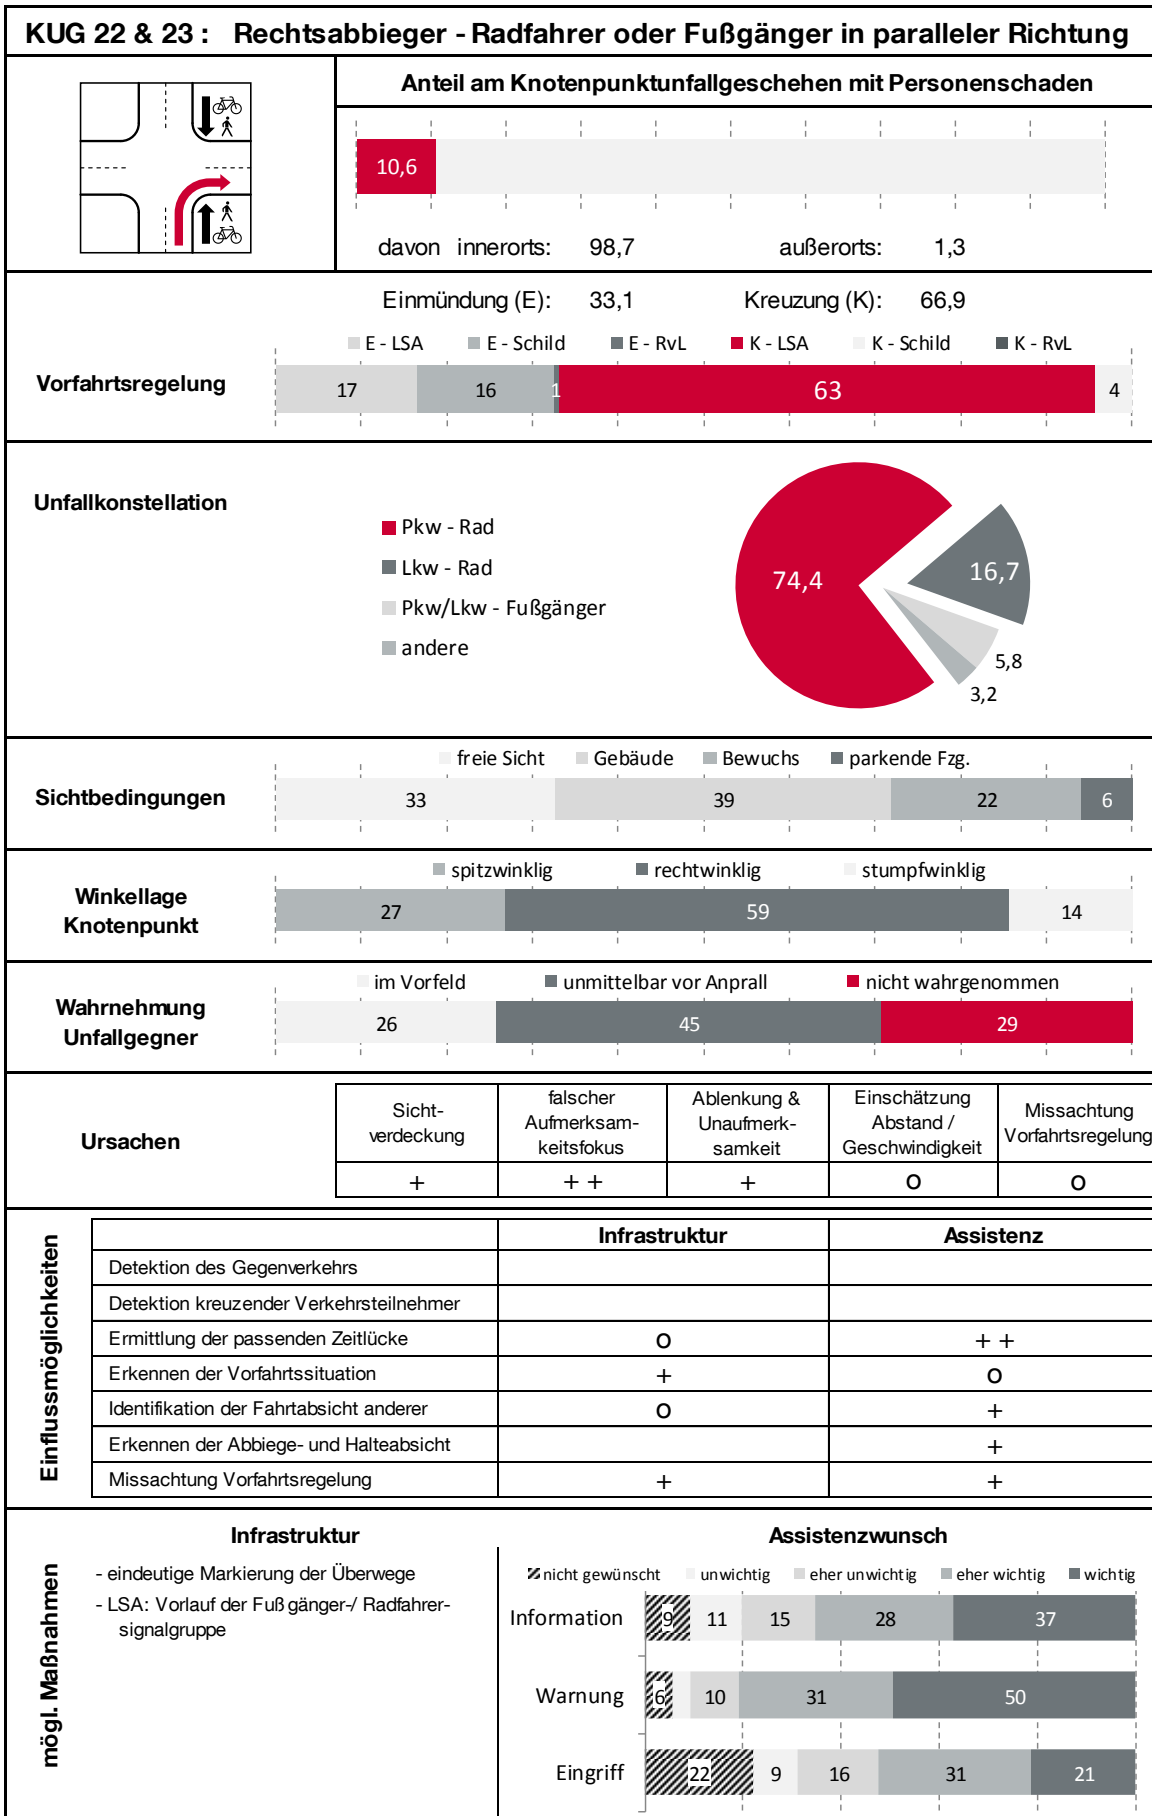 KUG 22 & 23 : Rechtsabbieger - Radfahrer oder Fußgänger in paralleler Richtung
Anteil am Knotenpunktunfallgeschehen mit Personenschaden
10,6
davon innerorts: 98,7 außerorts: 1,3
Einmündung (E): 33,1 Kreuzung (K): 66,9
E - LSA E - Schild E - RvL K - LSA K - Schild K - RvL
Vorfahrtsregelung
17 16 1 63 4
Unfallkonstellation
Pkw - Rad
Lkw - Rad
Pkw/Lkw - Fußgänger
andere
74,4
16,7
5,8
3,2
freie Sicht Gebäude Bewuchs parkende Fzg.
Sichtbedingungen
33 39 22 6
spitzwinklig rechtwinklig stumpfwinklig
Winkellage
Knotenpunkt
27 59 14
im Vorfeld unmittelbar vor Anprall nicht wahrgenommen
Wahrnehmung
Unfallgegner
26 45 29
Ursachen
Sicht-
verdeckung
falscher
Aufmerksam-
keitsfokus
Ablenkung &
Unaufmerk-
samkeit
Einschätzung
Abstand /
Geschwindigkeit
Missachtung
Vorfahrtsregelung
+ + + + o o
Einflussmöglichkeiten
Infrastruktur Assistenz
Detektion des Gegenverkehrs
Detektion kreuzender Verkehrsteilnehmer
Ermittlung der passenden Zeitlücke o + +
Erkennen der Vorfahrtssituation + o
Identifikation der Fahrtabsicht anderer o +
Erkennen der Abbiege- und Halteabsicht +
Missachtung Vorfahrtsregelung + +
mögl. Maßnahmen
Infrastruktur
- eindeutige Markierung der Überwege
- LSA: Vorlauf der Fußgänger-/ Radfahrer-
signalgruppe
Assistenzwunsch
nicht gewünscht unwichtig eher unwichtig eher wichtig wichtig
Information 9 11 15 28 37
Warnung 6 10 31 50
Eingriff 22 9 16 31 21